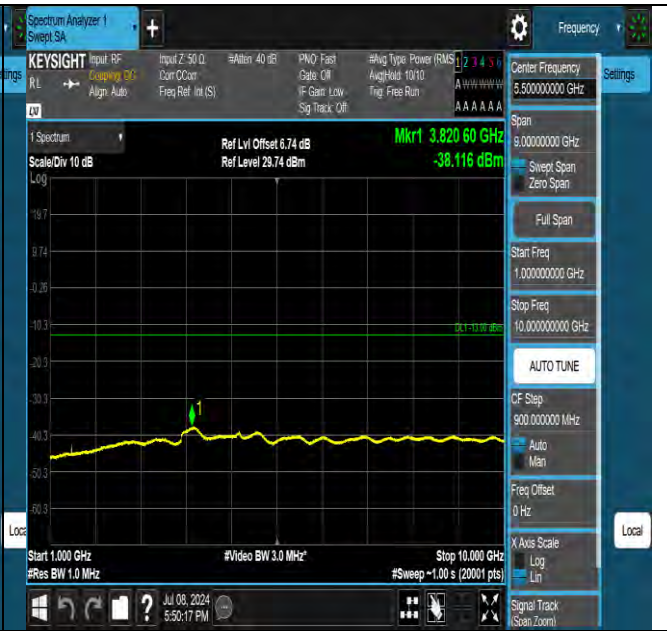 Spectrum Analyzer 1
Swept SA
Frequency
KEYSIGHT
RL
Input: RF
Coupling: DC
Align: Auto
Input Z: 50 Ω
Corr CCorr
Freq Ref: Int (S)
#Atten: 40 dB
PNO: Fast
Gate: Off
IF Gain: Low
Sig Track: Off
#Avg Type: Power (RMS
Avg|Hold: 10/10
Trig: Free Run
1 2 3 4 5 6
A W W W W W
A A A A A A
LXI
tings
Settings
1 Spectrum
Scale/Div 10 dB
Log
Ref Lvl Offset 6.74 dB
Ref Level 29.74 dBm
Mkr1 3.820 60 GHz
-38.116 dBm
19.7
9.74
-0.26
-10.3
-20.3
-30.3
-40.3
-50.3
-60.3
DL1 -13.00 dBm
1
Start 1.000 GHz
#Res BW 1.0 MHz
#Video BW 3.0 MHz*
Stop 10.000 GHz
#Sweep ~1.00 s (20001 pts)
Jul 08, 2024
5:50:17 PM
?
Center Frequency
5.500000000 GHz
Span
9.00000000 GHz
Swept Span
Zero Span
Full Span
Start Freq
1.000000000 GHz
Stop Freq
10.000000000 GHz
AUTO TUNE
CF Step
900.000000 MHz
Auto
Man
Freq Offset
0 Hz
X Axis Scale
Log
Lin
Signal Track
(Span Zoom)
Loca
Local